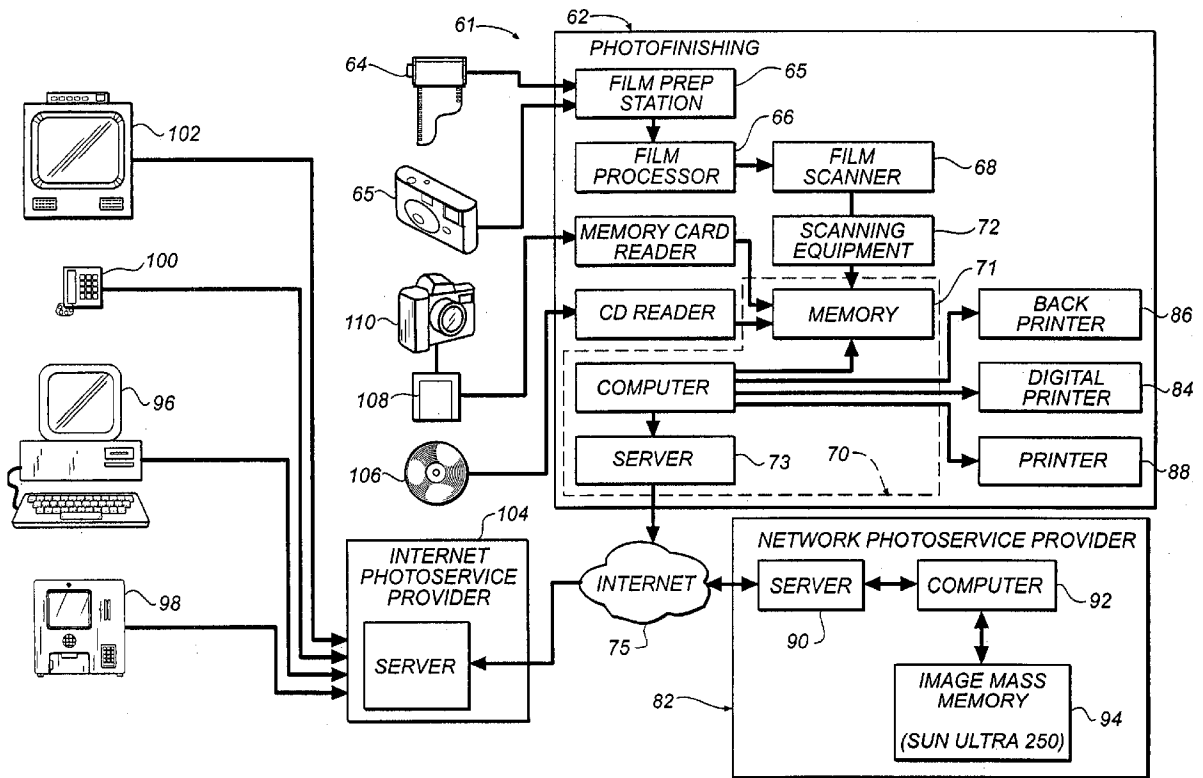 61
62
PHOTOFINISHING
64
FILM PREP
STATION
65
102
66
FILM
PROCESSOR
FILM
SCANNER
68
65
MEMORY CARD
READER
SCANNING
EQUIPMENT
72
100
71
110
CD READER
MEMORY
BACK
PRINTER
86
96
108
COMPUTER
DIGITAL
PRINTER
84
106
SERVER
73
70
PRINTER
88
104
INTERNET
PHOTOSERVICE
PROVIDER
SERVER
98
INTERNET
75
NETWORK PHOTOSERVICE PROVIDER
SERVER
90
COMPUTER
92
82
IMAGE MASS
MEMORY
(SUN ULTRA 250)
94